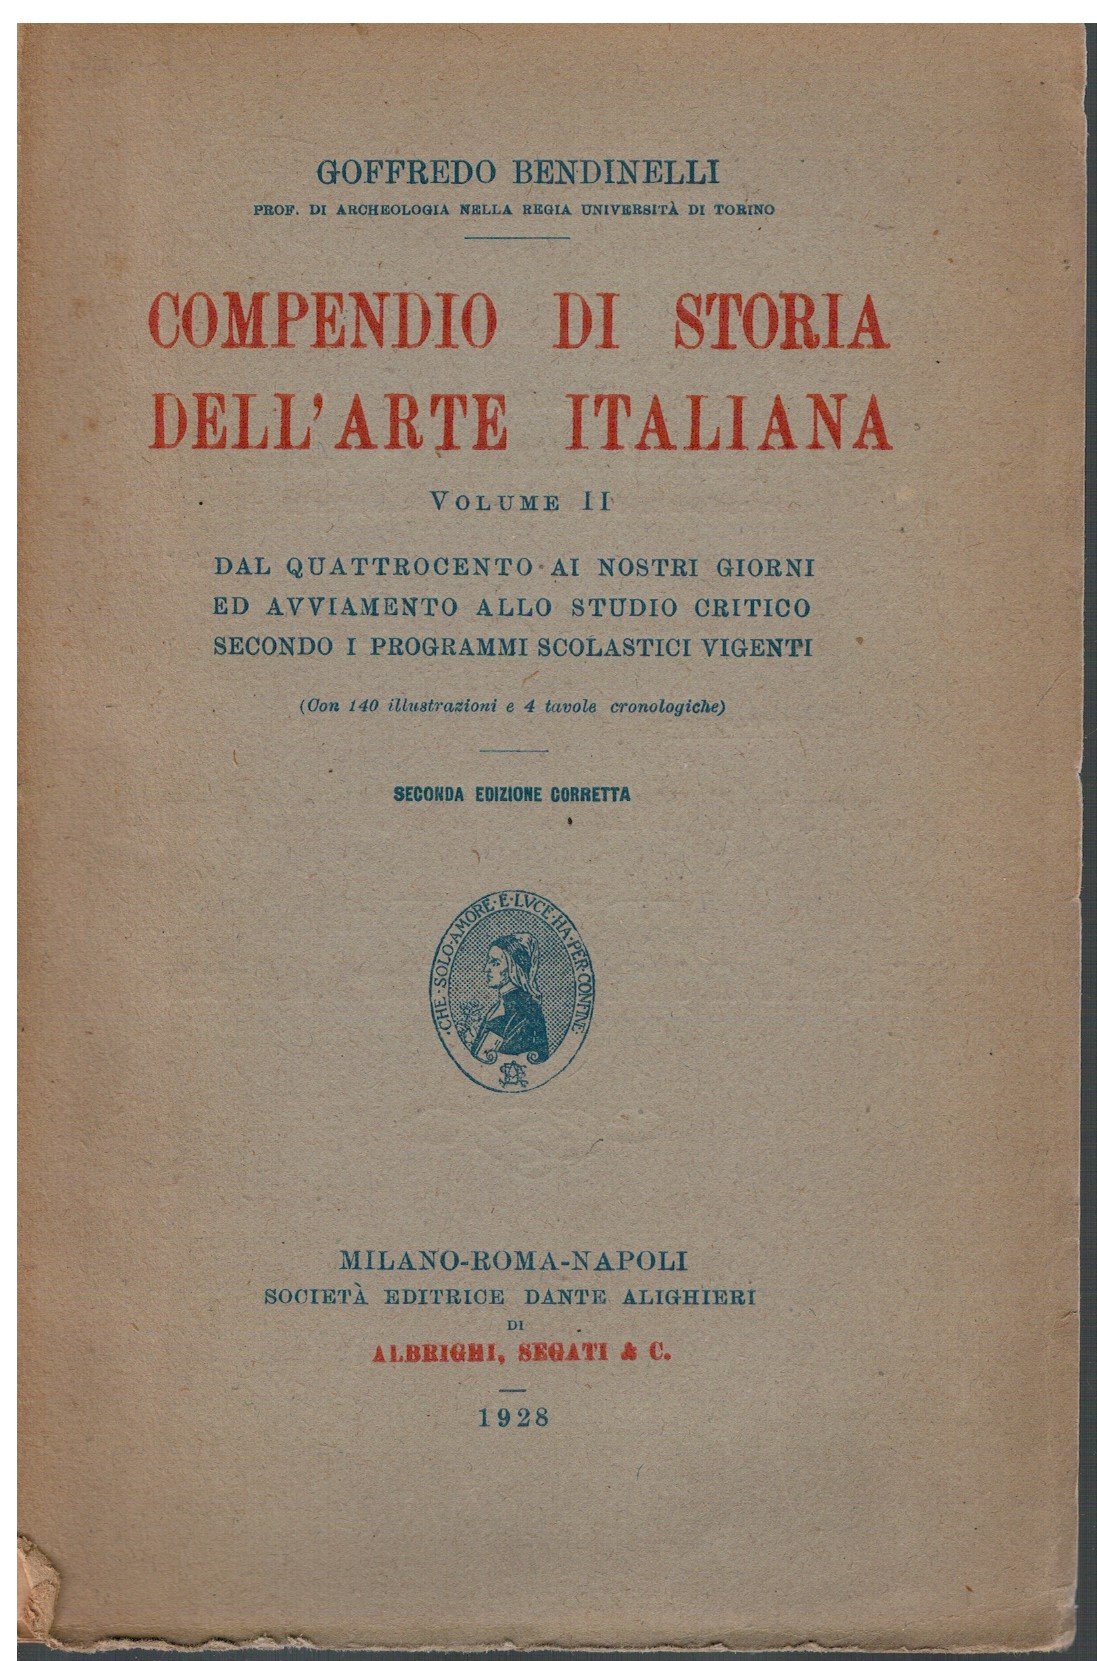 GOFFREDO BENDINELLI
PROF. DI ARCHEOLOGIA NELLA REGIA UNIVERSITÀ DI TORINO
COMPENDIO DI STORIA
DELL'ARTE ITALIANA
VOLUME II
DAL QUATTROCENTO AI NOSTRI GIORNI
ED AVVIAMENTO ALLO STUDIO CRITICO
SECONDO I PROGRAMMI SCOLASTICI VIGENTI
(Con 140 illustrazioni e 4 tavole cronologiche)
SECONDA EDIZIONE CORRETTA
·CHE·SOLO·AMORE·E·LVCE·HA·PER·CONFINE·
MILANO-ROMA-NAPOLI
SOCIETÀ EDITRICE DANTE ALIGHIERI
DI
ALBRIGHI, SEGATI & C.
1928